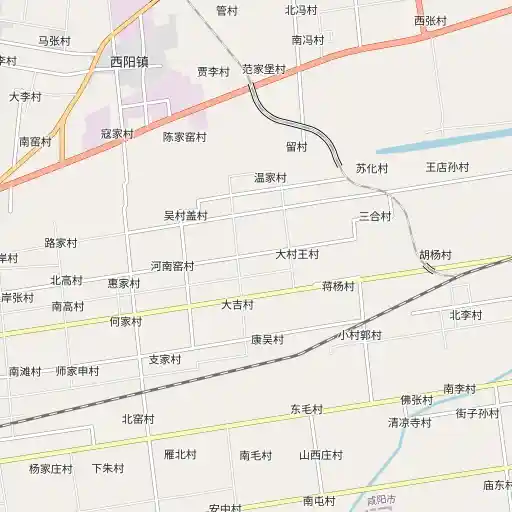 管村
北冯村
西张村
马张村
南冯村
李村
西阳镇
贾李村
范家堡村
大李村
寇家村
陈家窑村
南窑村
留村
苏化村
王店孙村
温家村
吴村盖村
三合村
路家村
大村王村
胡杨村
岸村
河南窑村
北高村
惠家村
蒋杨村
岸张村
南高村
大吉村
何家村
北李村
康吴村
小村郭村
支家村
南滩村
师家申村
南李村
佛张村
东毛村
街子孙村
北窑村
清凉寺村
雁北村
南毛村
山西庄村
杨家庄村
下朱村
庙东村
南屯村
咸阳市
安中村